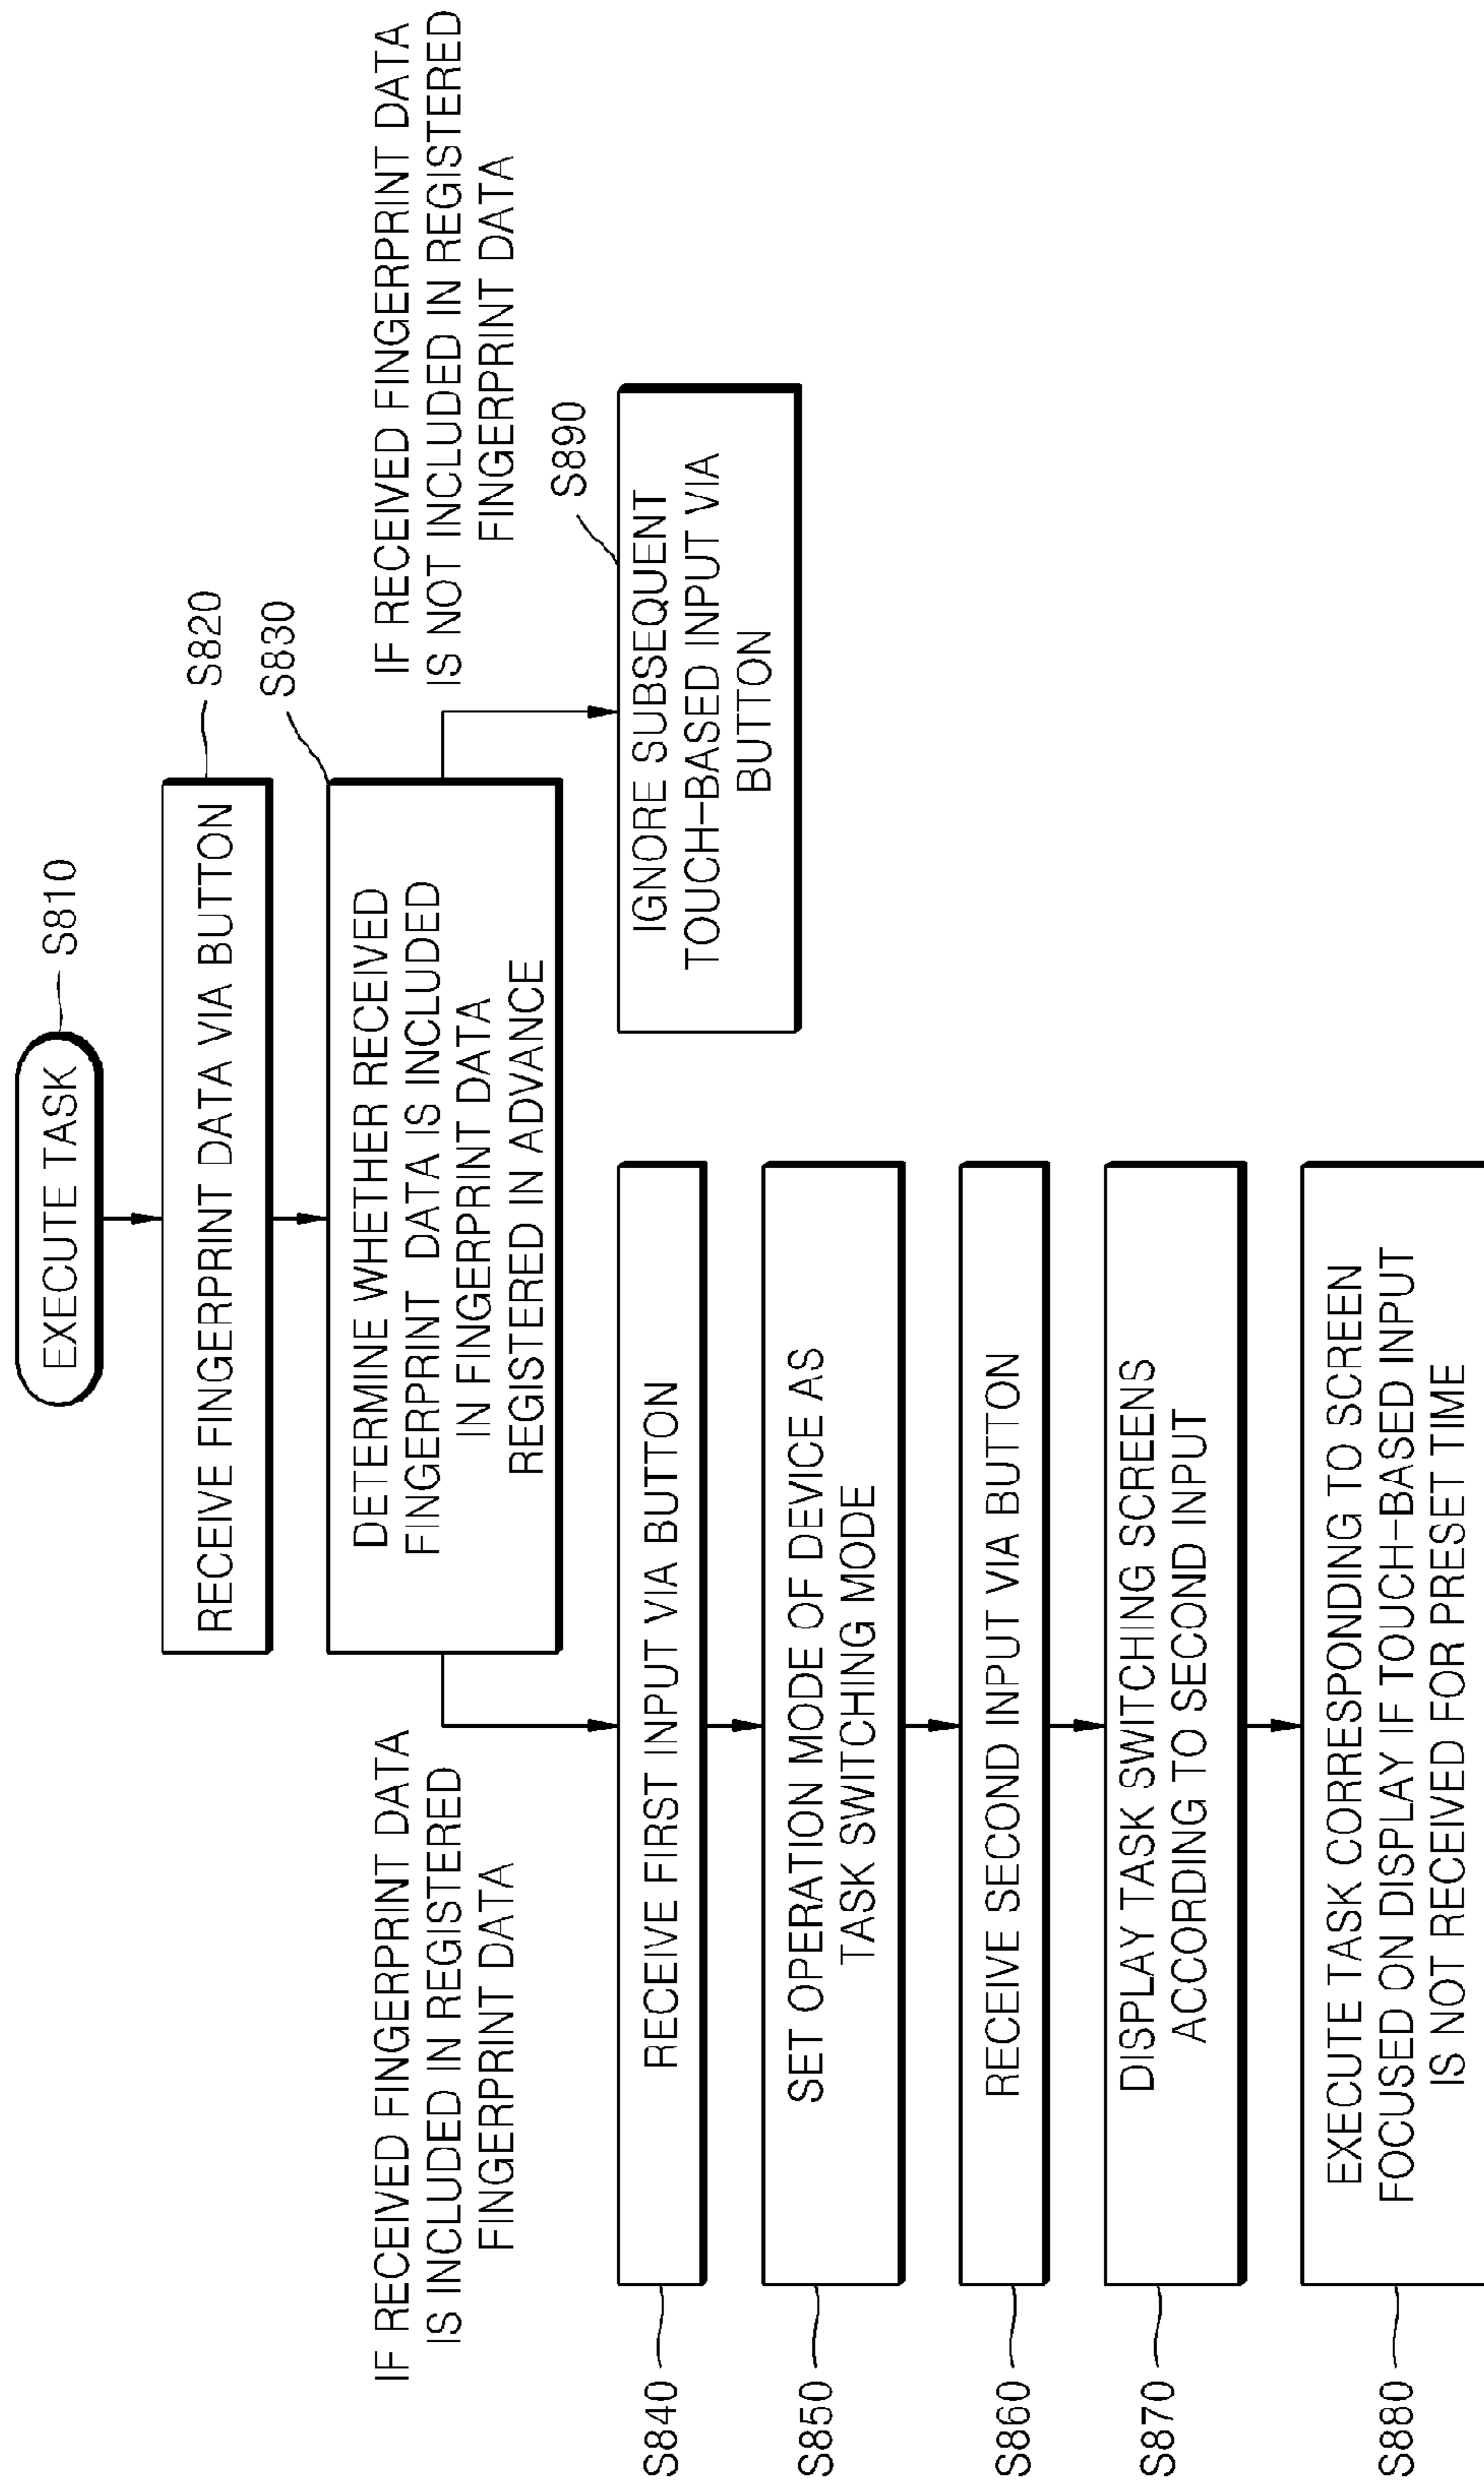 EXECUTE TASK
S810
RECEIVE FINGERPRINT DATA VIA BUTTON
S820
DETERMINE WHETHER RECEIVED
FINGERPRINT DATA IS INCLUDED
IN FINGERPRINT DATA
REGISTERED IN ADVANCE
S830
IF RECEIVED FINGERPRINT DATA
IS INCLUDED IN REGISTERED
FINGERPRINT DATA
IF RECEIVED FINGERPRINT DATA
IS NOT INCLUDED IN REGISTERED
FINGERPRINT DATA
S840
RECEIVE FIRST INPUT VIA BUTTON
S890
IGNORE SUBSEQUENT
TOUCH-BASED INPUT VIA
BUTTON
S850
SET OPERATION MODE OF DEVICE AS
TASK SWITCHING MODE
S860
RECEIVE SECOND INPUT VIA BUTTON
S870
DISPLAY TASK SWITCHING SCREENS
ACCORDING TO SECOND INPUT
S880
EXECUTE TASK CORRESPONDING TO SCREEN
FOCUSED ON DISPLAY IF TOUCH-BASED INPUT
IS NOT RECEIVED FOR PRESET TIME